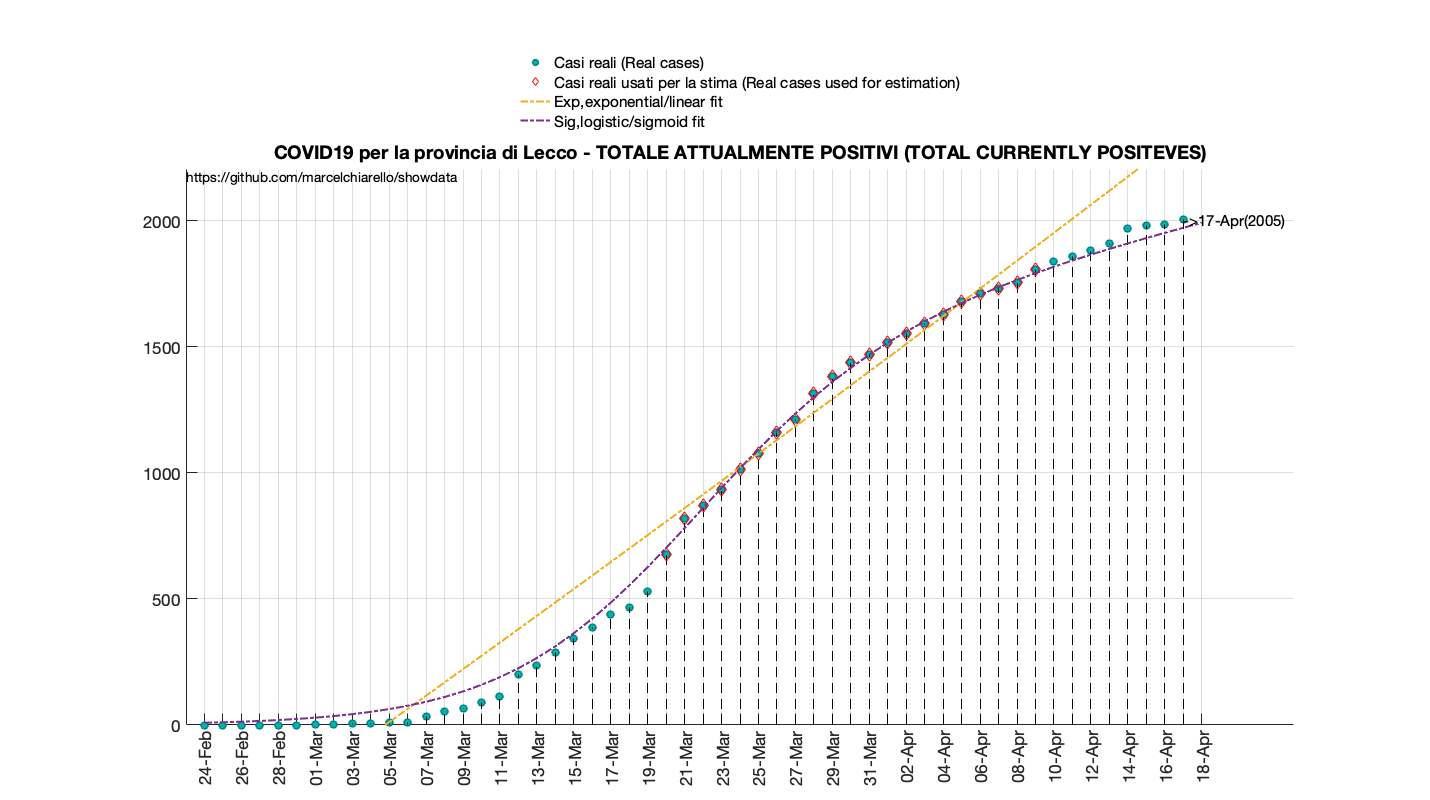 Casi reali (Real cases)
Casi reali usati per la stima (Real cases used for estimation)
Exp,exponential/linear fit
Sig,logistic/sigmoid fit
COVID19 per la provincia di Lecco - TOTALE ATTUALMENTE POSITIVI (TOTAL CURRENTLY POSITEVES)
https://github.com/marcelchiarello/showdata
2000
->17-Apr(2005)
1500
1000
500
0
24-Feb
26-Feb
28-Feb
01-Mar
03-Mar
05-Mar
07-Mar
09-Mar
11-Mar
13-Mar
15-Mar
17-Mar
19-Mar
21-Mar
23-Mar
25-Mar
27-Mar
29-Mar
31-Mar
02-Apr
04-Apr
06-Apr
08-Apr
10-Apr
12-Apr
14-Apr
16-Apr
18-Apr